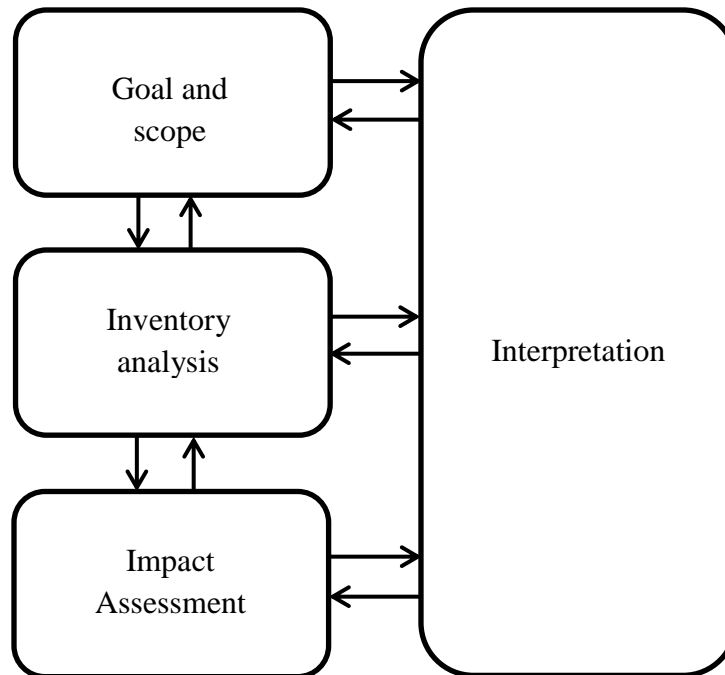 Goal and
scope
Inventory
analysis
Interpretation
Impact
Assessment